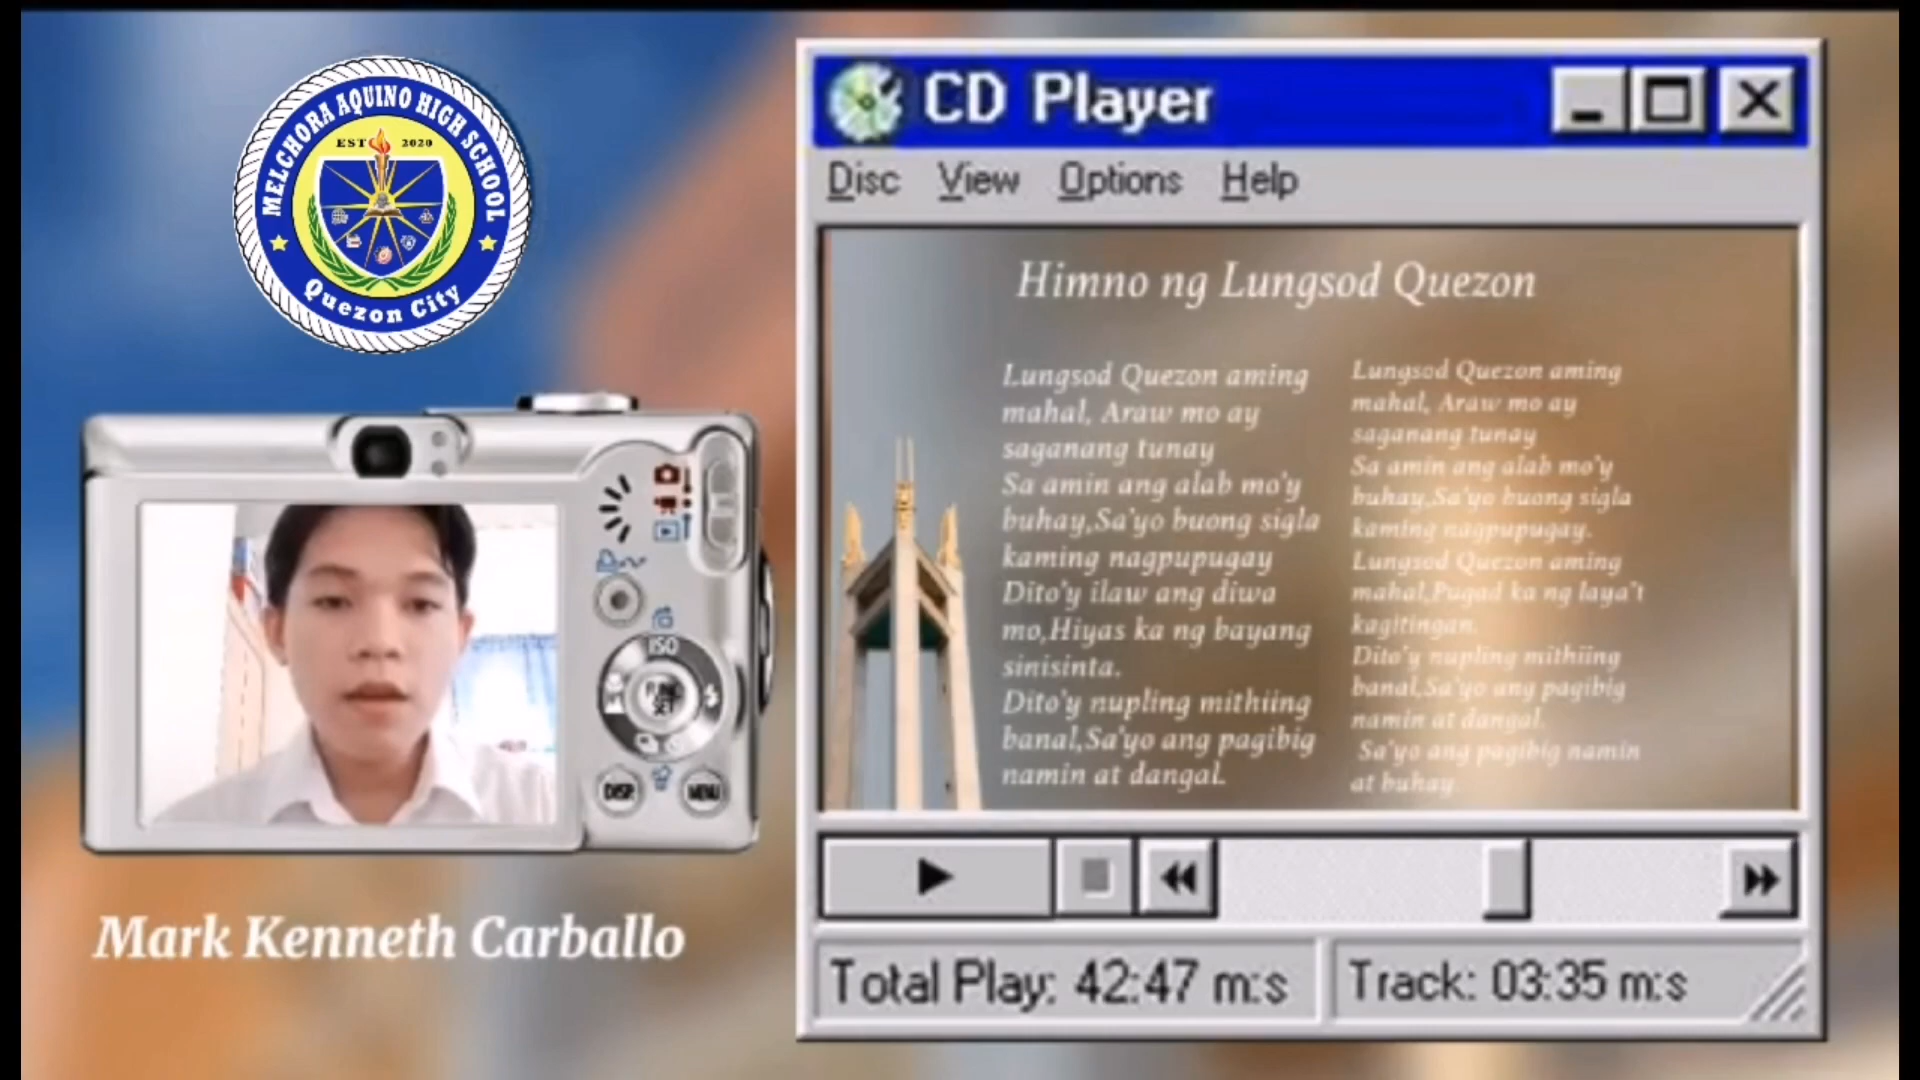 MELCHORA AQUINO HIGH SCHOOL
EST 2020
Quezon City
ISO
FUNC SET
DISP
MENU
Mark Kenneth Carballo
CD Player
Disc View Options Help
Himno ng Lungsod Quezon
Lungsod Quezon aming
mahal, Araw mo ay
saganang tunay
Sa amin ang alab mo'y
buhay,Sa'yo buong sigla
kaming nagpupugay
Dito'y ilaw ang diwa
mo,Hiyas ka ng bayang
sinisinta.
Dito'y nupling mithiing
banal,Sa'yo ang pagibig
namin at dangal.
Lungsod Quezon aming
mahal, Araw mo ay
saganang tunay
Sa amin ang alab mo'y
buhay,Sa'yo buong sigla
kaming nagpupugay.
Lungsod Quezon aming
mahal,Pugad ka ng laya't
kagitingan.
Dito'y nupling mithiing
banal,Sa'yo ang pagibig
namin at dangal.
Sa'yo ang pagibig namin
at buhay
Total Play: 42:47 m:s
Track: 03:35 m:s